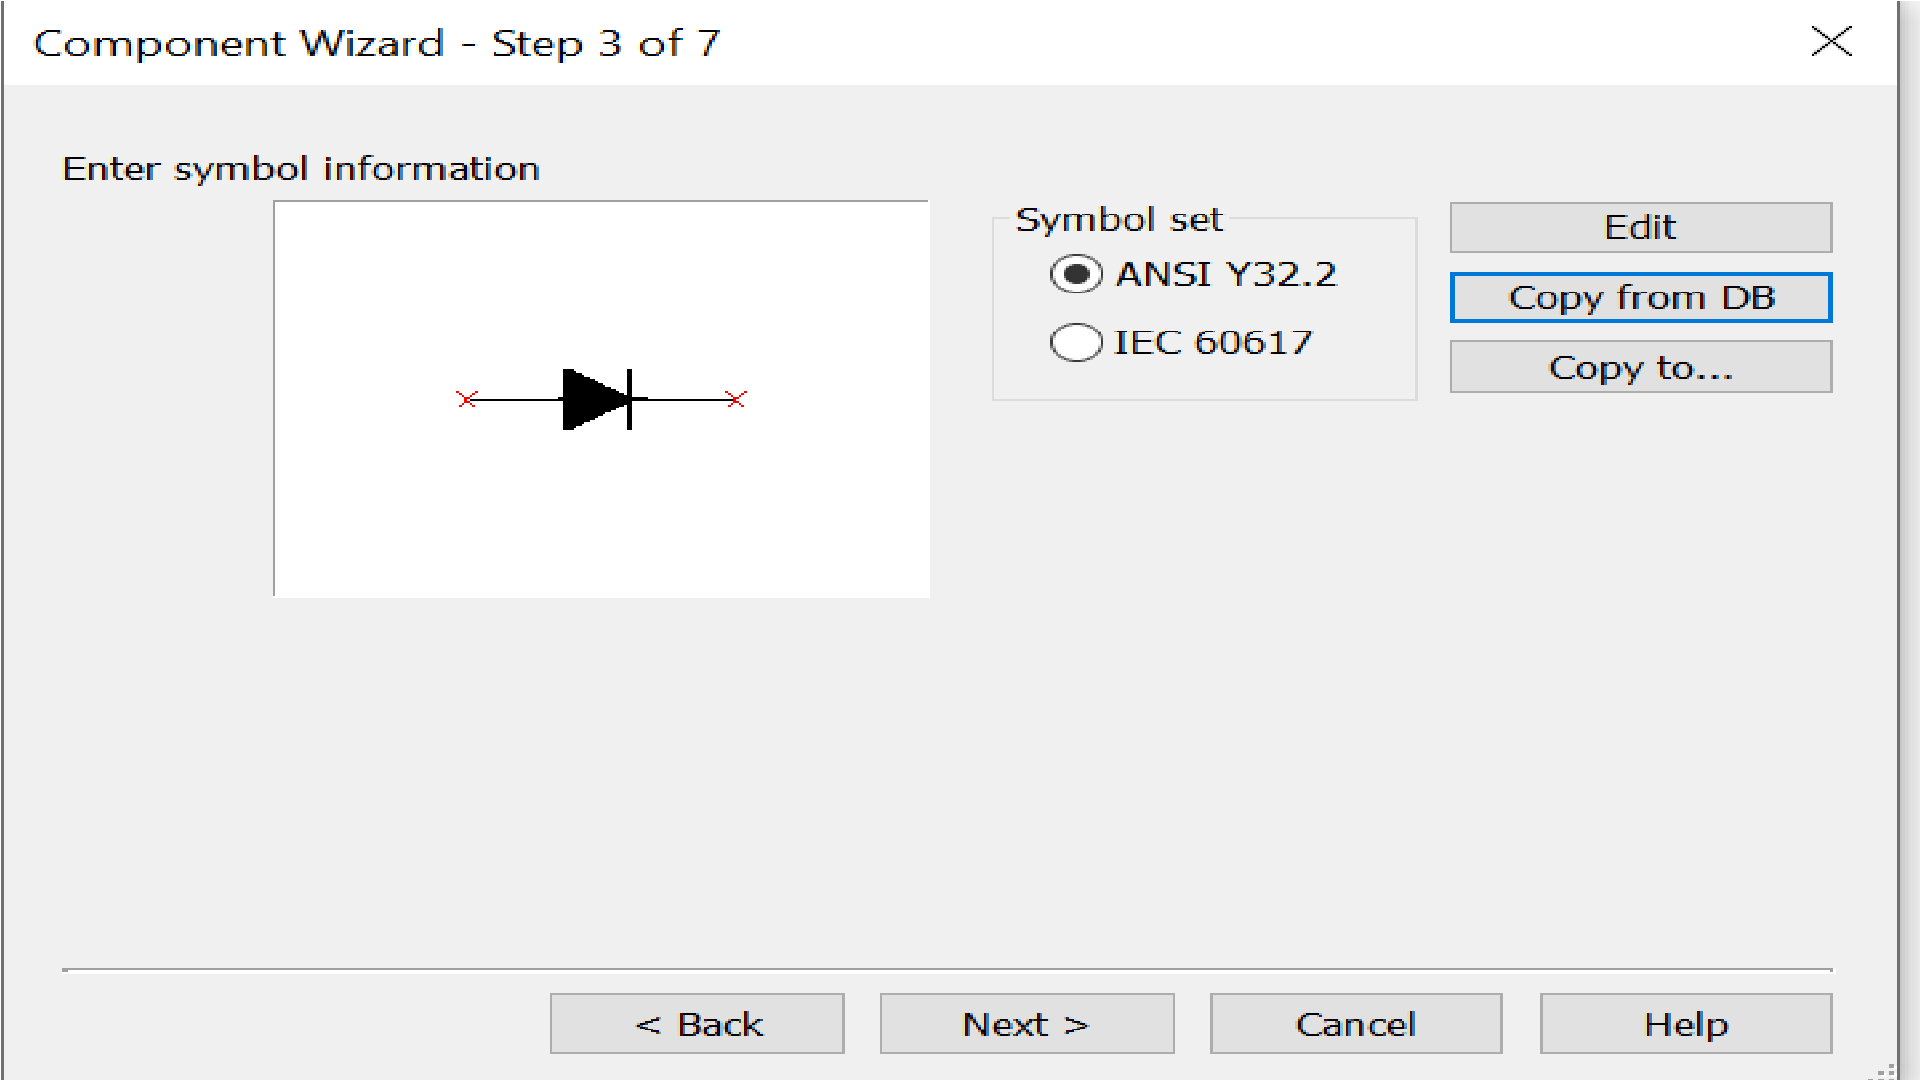 Component Wizard - Step 3 of 7
Enter symbol information
Symbol set
ANSI Y32.2
IEC 60617
Edit
Copy from DB
Copy to...
< Back
Next >
Cancel
Help